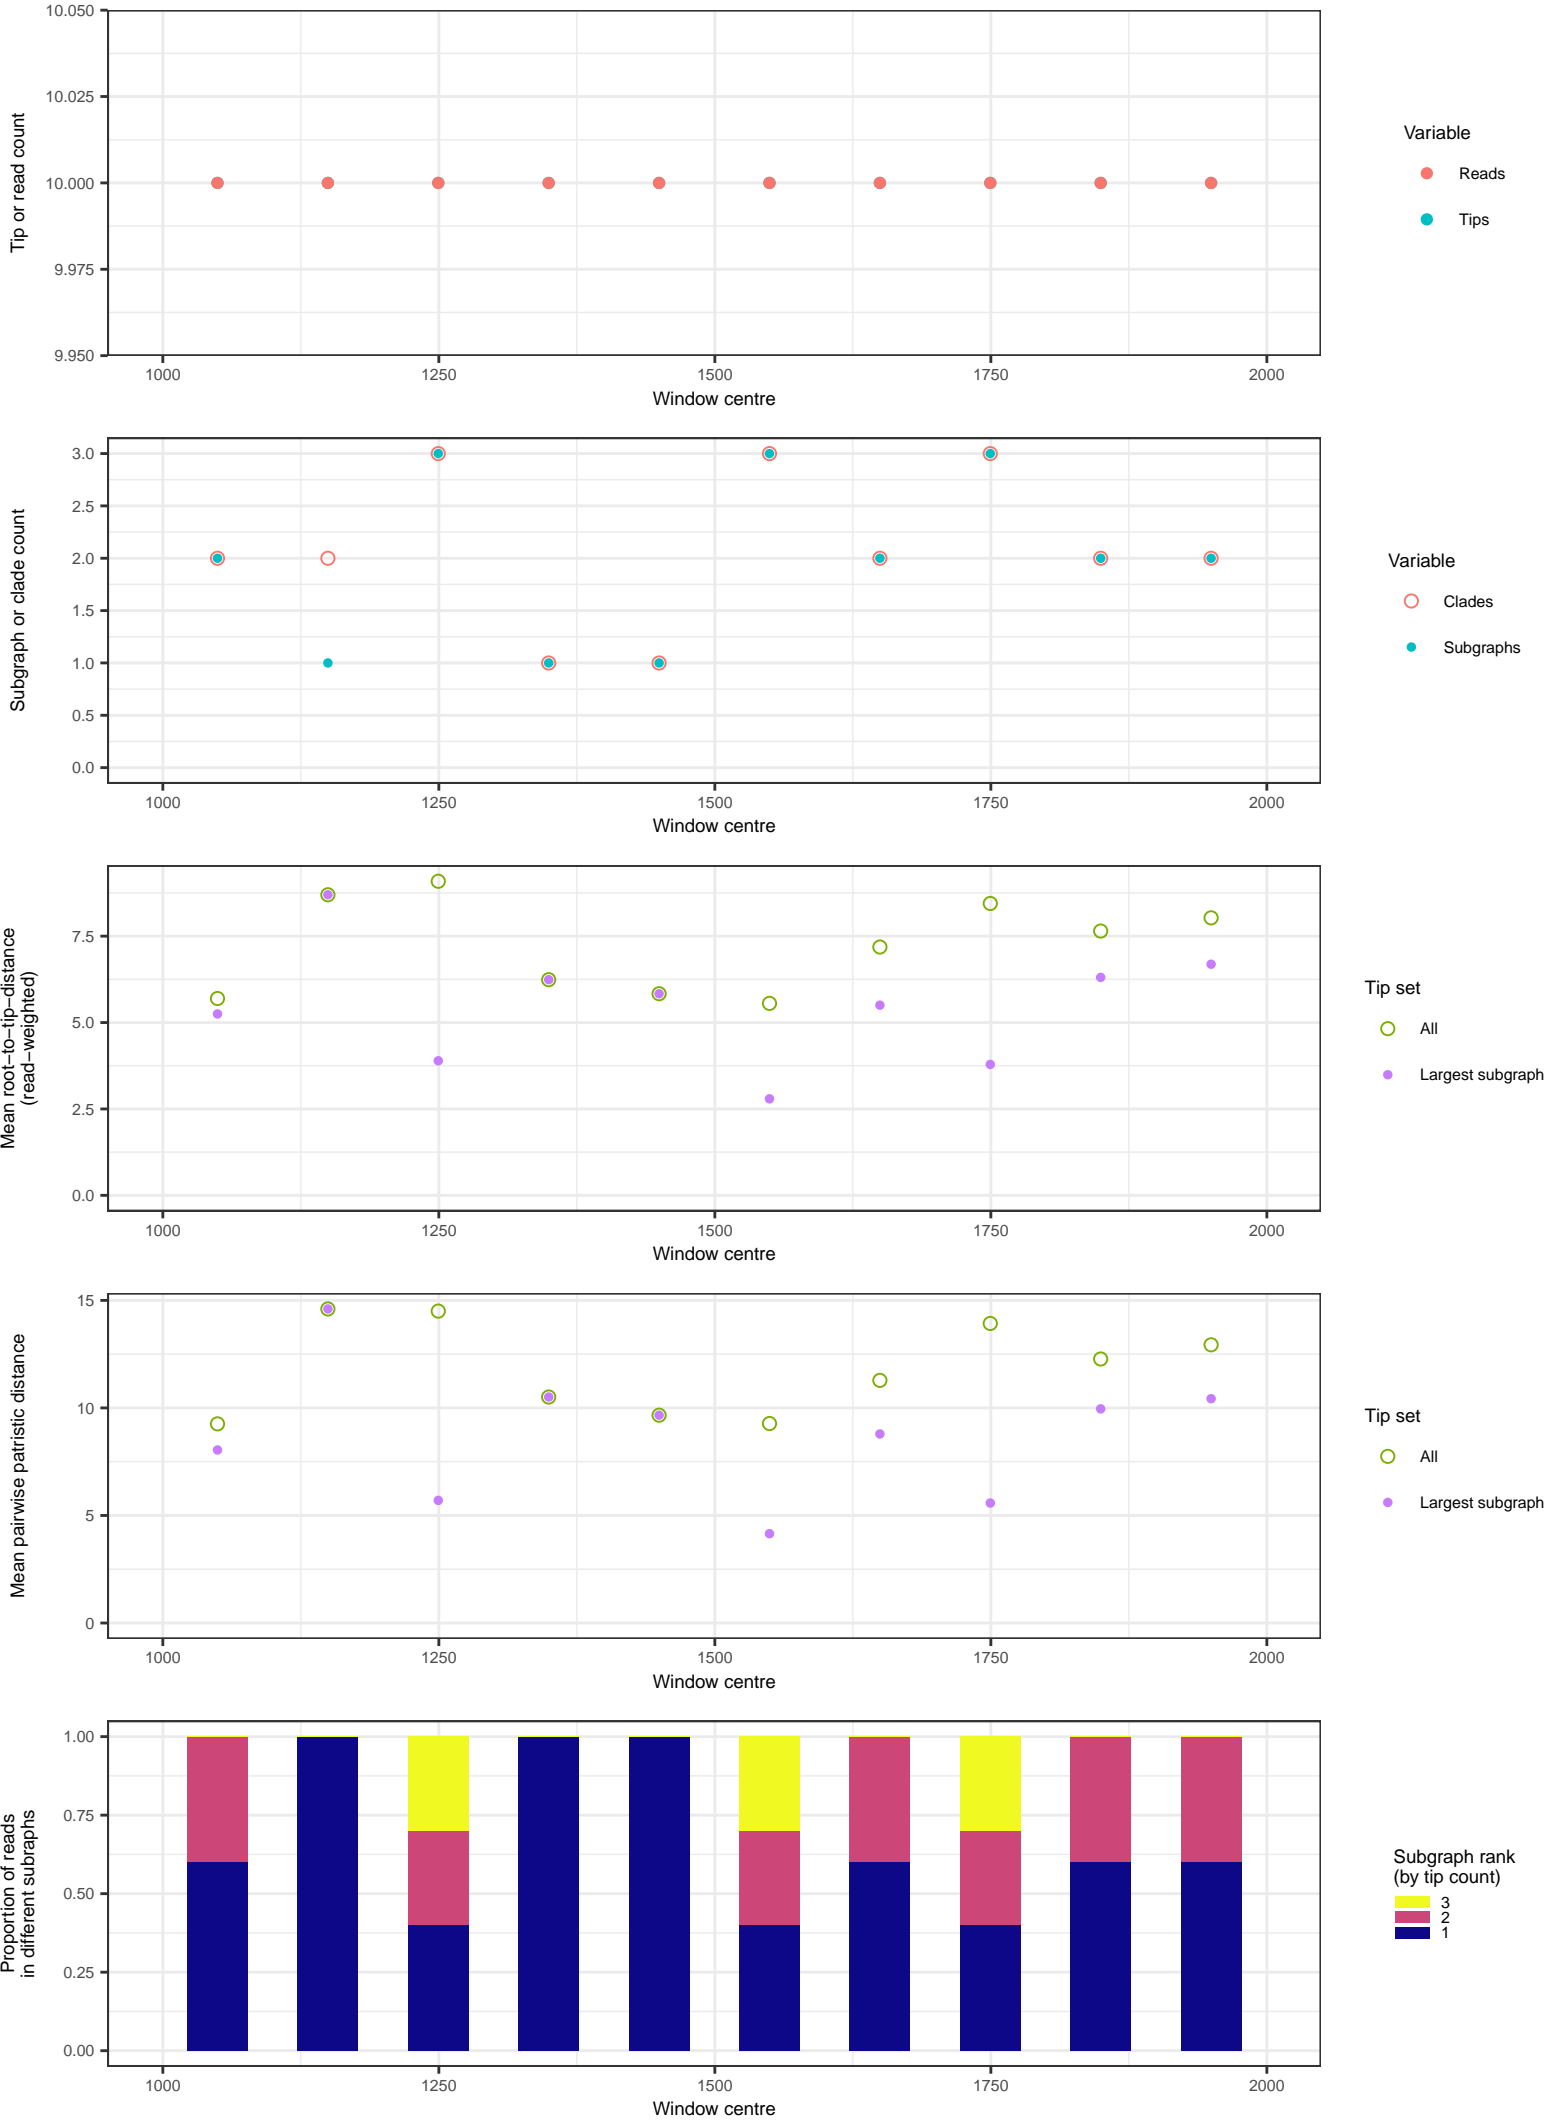 10.050
10.025
10.000
9.975
9.950
Tip or read count
1000 1250 1500 1750 2000
Window centre
Variable
Reads
Tips
3.0
2.5
2.0
1.5
1.0
0.5
0.0
Subgraph or clade count
1000 1250 1500 1750 2000
Window centre
Variable
Clades
Subgraphs
7.5
5.0
2.5
0.0
Mean root−to−tip−distance
(read−weighted)
1000 1250 1500 1750 2000
Window centre
Tip set
All
Largest subgraph
15
10
5
0
Mean pairwise patristic distance
1000 1250 1500 1750 2000
Window centre
Tip set
All
Largest subgraph
1.00
0.75
0.50
0.25
0.00
Proportion of reads
in different subraphs
1000 1250 1500 1750 2000
Window centre
Subgraph rank
(by tip count)
3
2
1